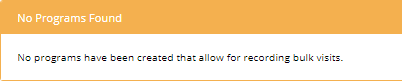 No Programs Found
No programs have been created that allow for recording bulk visits.